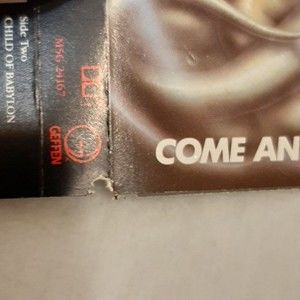 Side Two
CHILD OF BABYLON
M5G 24167
GEFFEN
COME AN